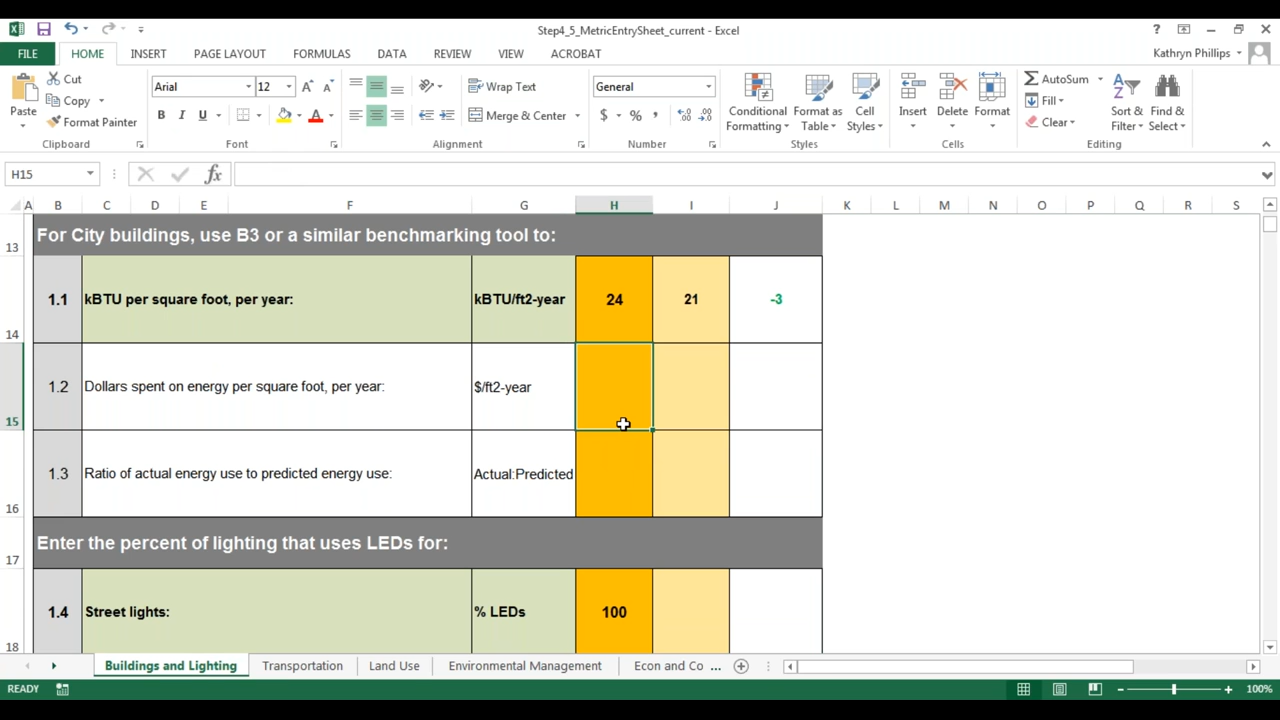 Step4_5_MetricEntrySheet_current - Excel
FILE HOME INSERT PAGE LAYOUT FORMULAS DATA REVIEW VIEW ACROBAT Kathryn Phillips
Paste
Cut
Copy
Format Painter
Clipboard
Arial 12
B I U
Font
Wrap Text
Merge & Center
Alignment
General
$ % ,
Number
Conditional Formatting
Format as Table
Cell Styles
Styles
Insert Delete Format
Cells
AutoSum
Fill
Clear
Sort & Filter
Find & Select
Editing
H15 fx
A B C D E F G H I J K L M N O P Q R S
13 For City buildings, use B3 or a similar benchmarking tool to:
14 1.1 kBTU per square foot, per year: kBTU/ft2-year 24 21 -3
15 1.2 Dollars spent on energy per square foot, per year: $/ft2-year
16 1.3 Ratio of actual energy use to predicted energy use: Actual:Predicted
17 Enter the percent of lighting that uses LEDs for:
18 1.4 Street lights: % LEDs 100
Buildings and Lighting Transportation Land Use Environmental Management Econ and Co ...
READY 100%